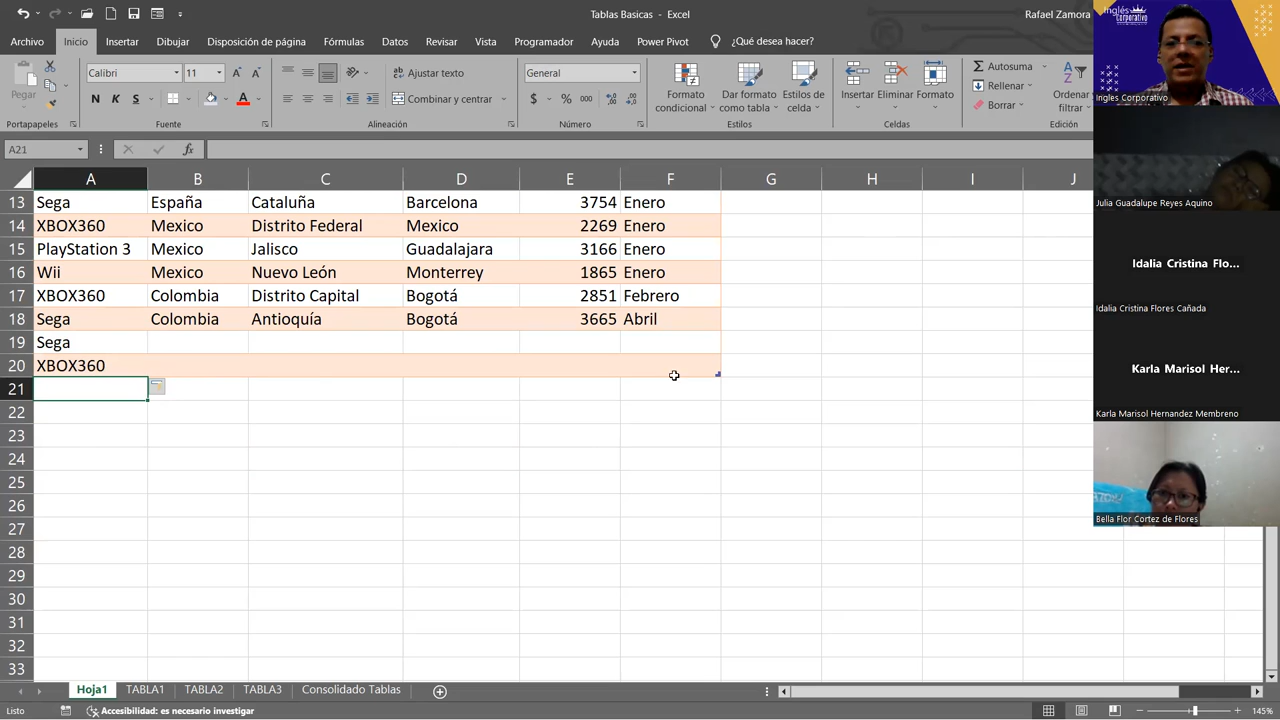 Tablas Basicas - Excel
Rafael Zamora
Archivo Inicio Insertar Dibujar Disposición de página Fórmulas Datos Revisar Vista Programador Ayuda Power Pivot ¿Qué desea hacer?
Pegar
Calibri 11
N K S
Ajustar texto
Combinar y centrar
General
$ % 000
Formato condicional
Dar formato como tabla
Estilos de celda
Insertar Eliminar Formato
Autosuma
Rellenar
Borrar
Ordenar filtrar
Portapapeles Fuente Alineación Número Estilos Celdas Edición
A21 fx
A B C D E F G H I J
13 Sega España Cataluña Barcelona 3754 Enero
14 XBOX360 Mexico Distrito Federal Mexico 2269 Enero
15 PlayStation 3 Mexico Jalisco Guadalajara 3166 Enero
16 Wii Mexico Nuevo León Monterrey 1865 Enero
17 XBOX360 Colombia Distrito Capital Bogotá 2851 Febrero
18 Sega Colombia Antioquía Bogotá 3665 Abril
19 Sega
20 XBOX360
21
22
23
24
25
26
27
28
29
30
31
32
33
Hoja1 TABLA1 TABLA2 TABLA3 Consolidado Tablas
Listo Accesibilidad: es necesario investigar 145%
Inglés Corporativo
Ingles Corporativo
Julia Guadalupe Reyes Aquino
Idalia Cristina Flo...
Idalia Cristina Flores Cañada
Karla Marisol Her...
Karla Marisol Hernandez Membreno
Bella Flor Cortez de Flores